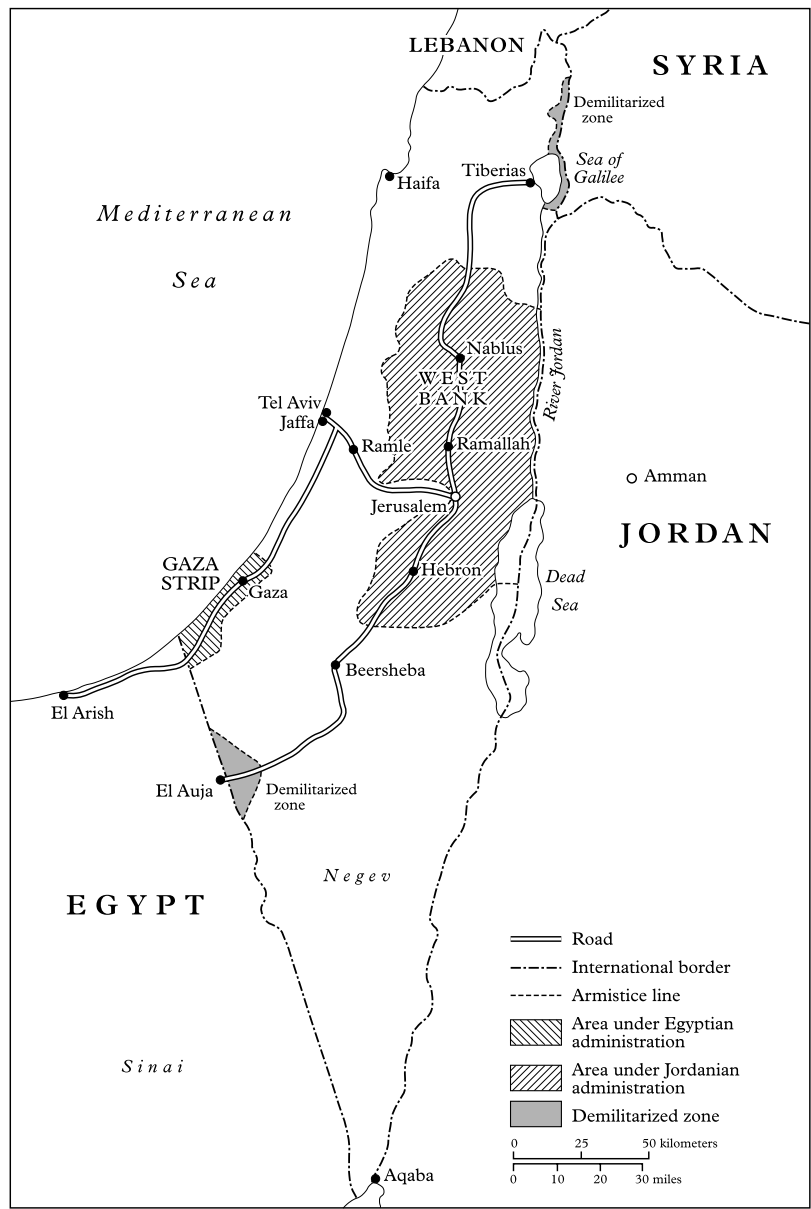 LEBANON
SYRIA
Demilitarized
zone
Sea of
Galilee
Tiberias
Haifa
Mediterranean
Sea
Nablus
WEST
BANK
River Jordan
Tel Aviv
Jaffa
Ramle
Ramallah
Amman
Jerusalem
JORDAN
GAZA
STRIP
Gaza
Hebron
Dead
Sea
Beersheba
El Arish
El Auja
Demilitarized
zone
Negev
EGYPT
Sinai
Aqaba
Road
International border
Armistice line
Area under Egyptian
administration
Area under Jordanian
administration
Demilitarized zone
0 25 50 kilometers
0 10 20 30 miles